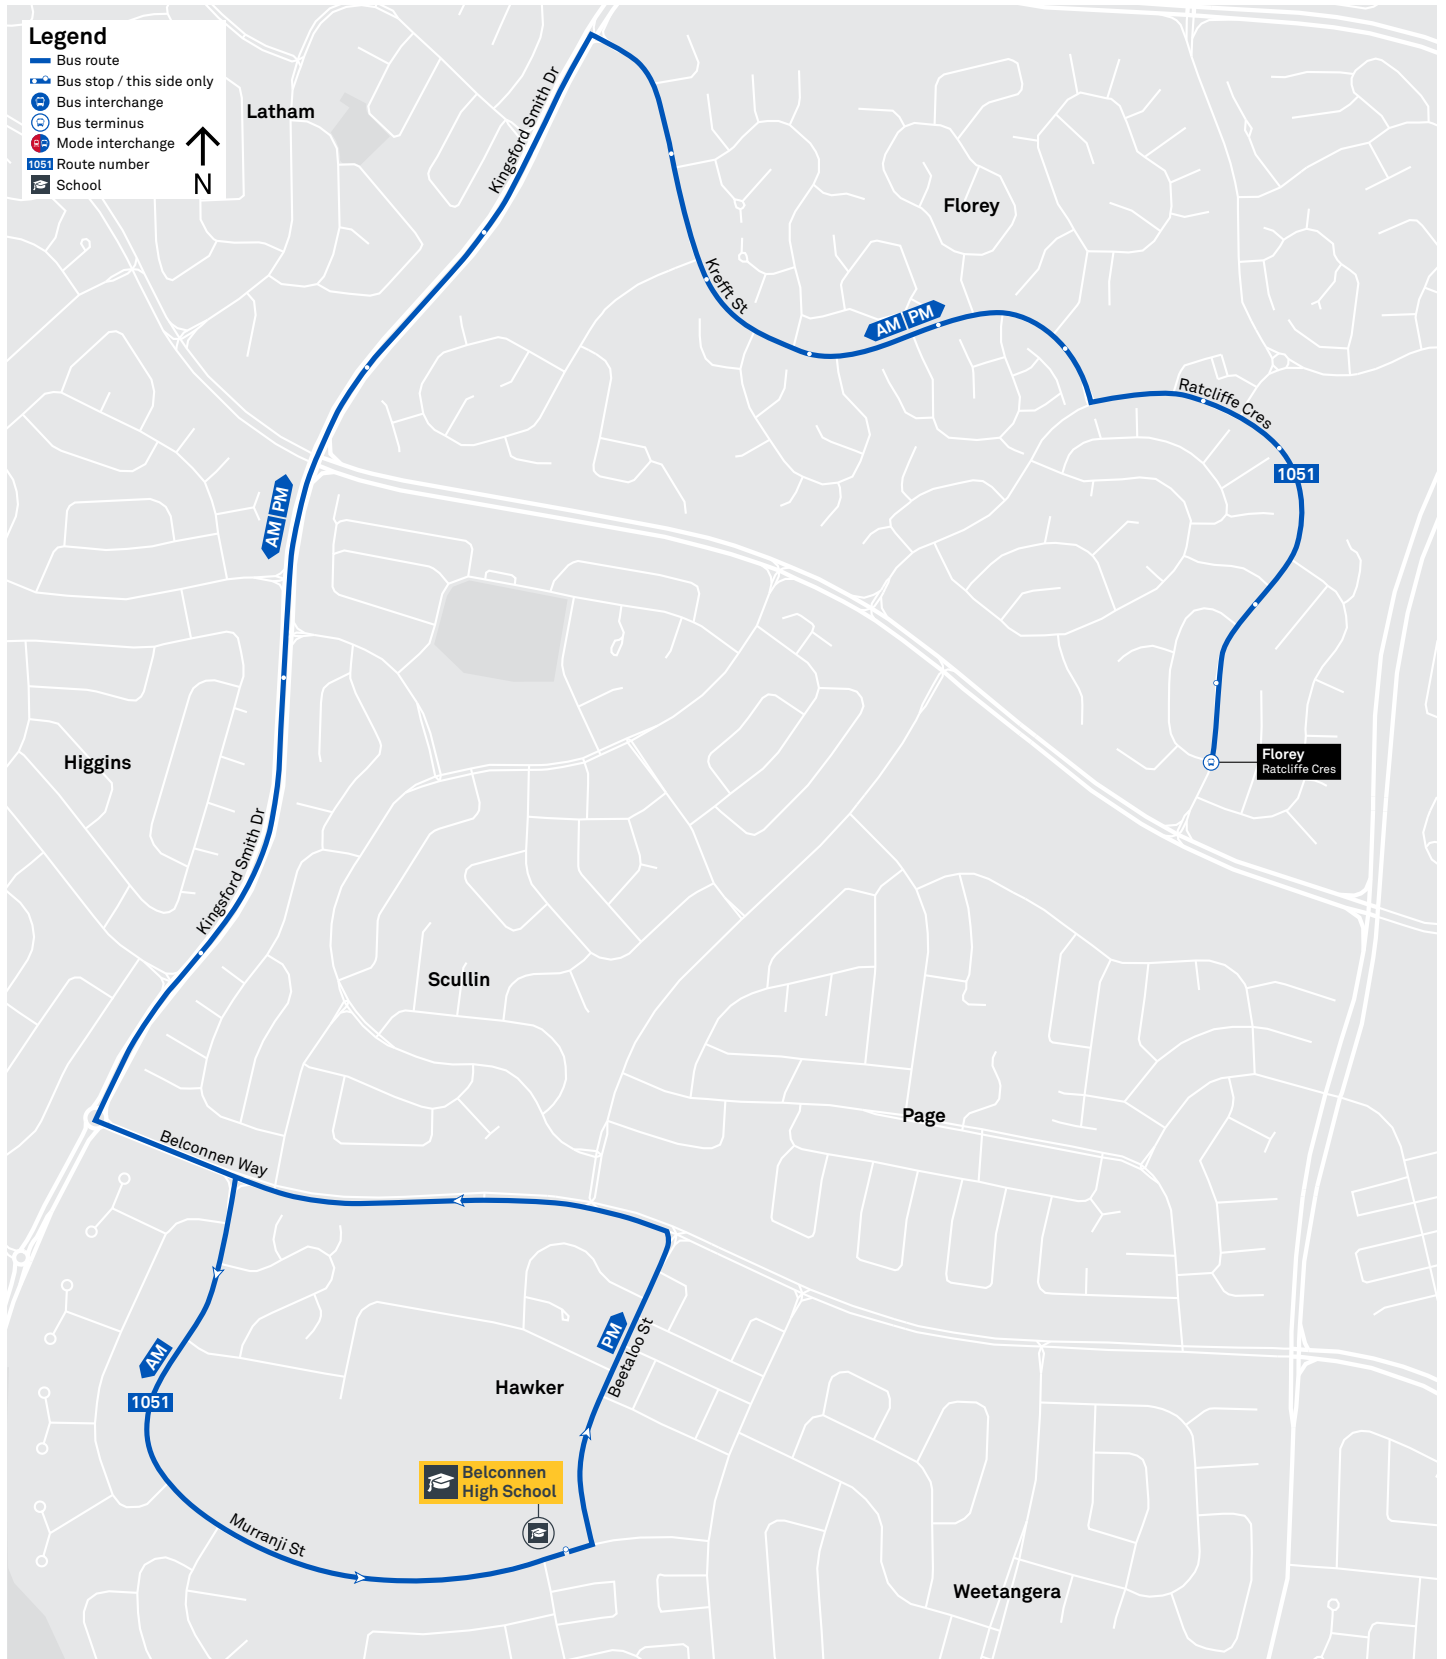 Legend
Bus route
Bus stop / this side only
Bus interchange
Bus terminus
Mode interchange
1051 Route number
School
N
Latham
Kingsford Smith Dr
Florey
Krefft St
AM | PM
Ratcliffe Cres
1051
AM | PM
Higgins
Florey
Ratcliffe Cres
Kingsford Smith Dr
Scullin
Page
Belconnen Way
AM
PM
Beetaloo St
Hawker
1051
Belconnen
High School
Murranji St
Weetangera